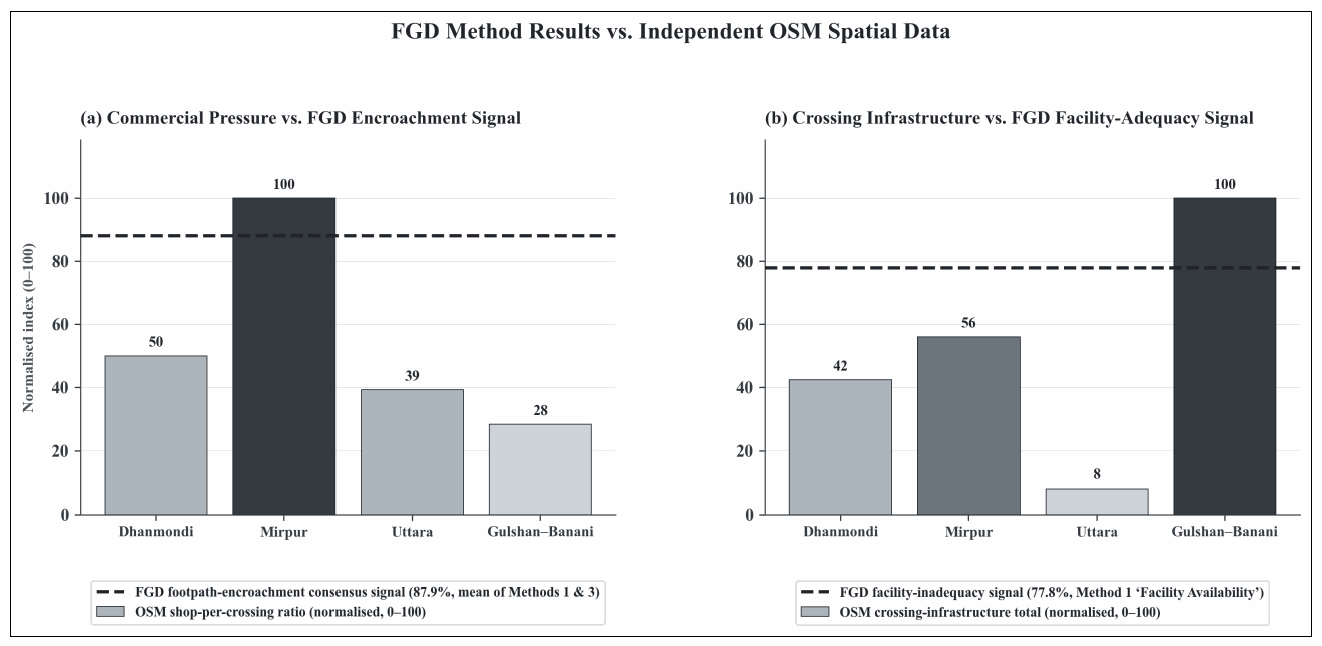 FGD Method Results vs. Independent OSM Spatial Data
(a) Commercial Pressure vs. FGD Encroachment Signal
Normalised index (0–100)
100
80
60
40
20
0
50
100
39
28
Dhanmondi
Mirpur
Uttara
Gulshan–Banani
FGD footpath-encroachment consensus signal (87.9%, mean of Methods 1 & 3)
OSM shop-per-crossing ratio (normalised, 0–100)
(b) Crossing Infrastructure vs. FGD Facility-Adequacy Signal
100
80
60
40
20
0
42
56
8
100
Dhanmondi
Mirpur
Uttara
Gulshan–Banani
FGD facility-inadequacy signal (77.8%, Method 1 ‘Facility Availability’)
OSM crossing-infrastructure total (normalised, 0–100)